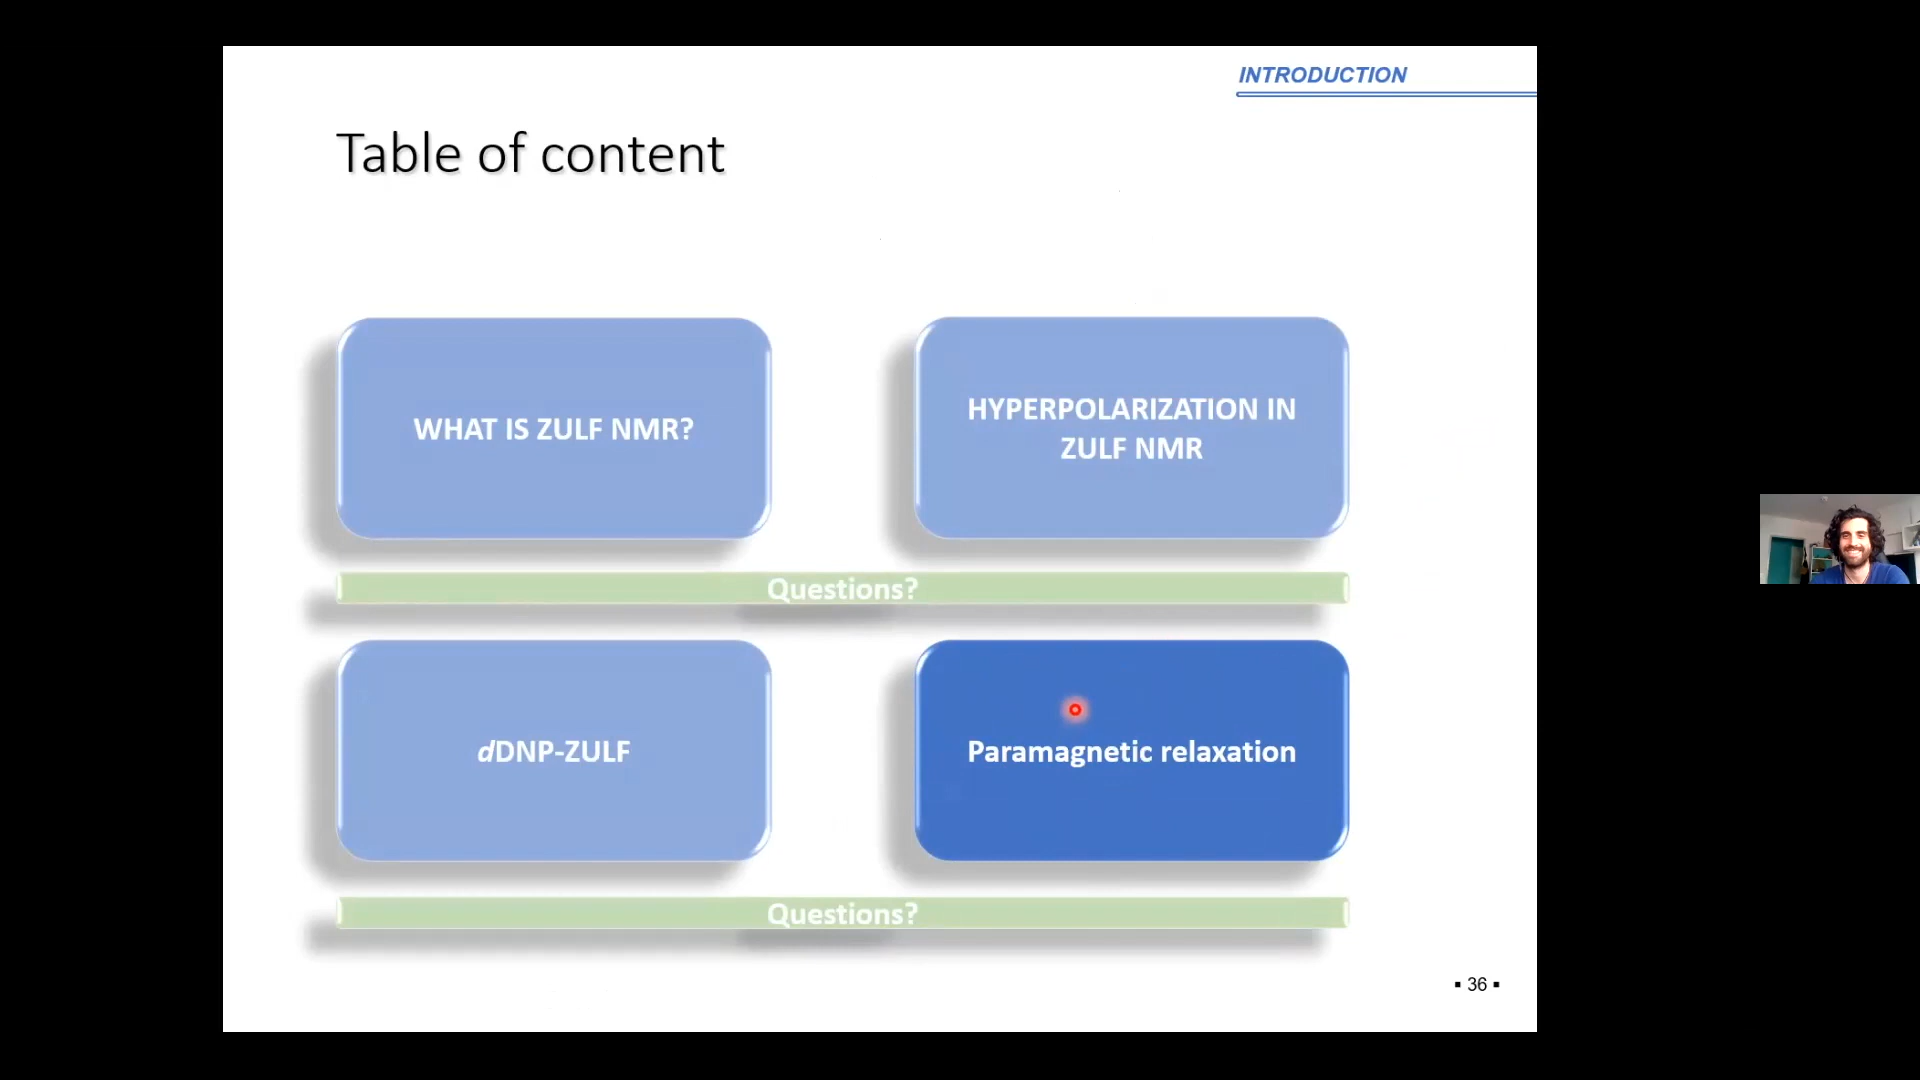 INTRODUCTION
Table of content
WHAT IS ZULF NMR?
HYPERPOLARIZATION IN
ZULF NMR
Questions?
dDNP-ZULF
Paramagnetic relaxation
Questions?
▪ 36 ▪